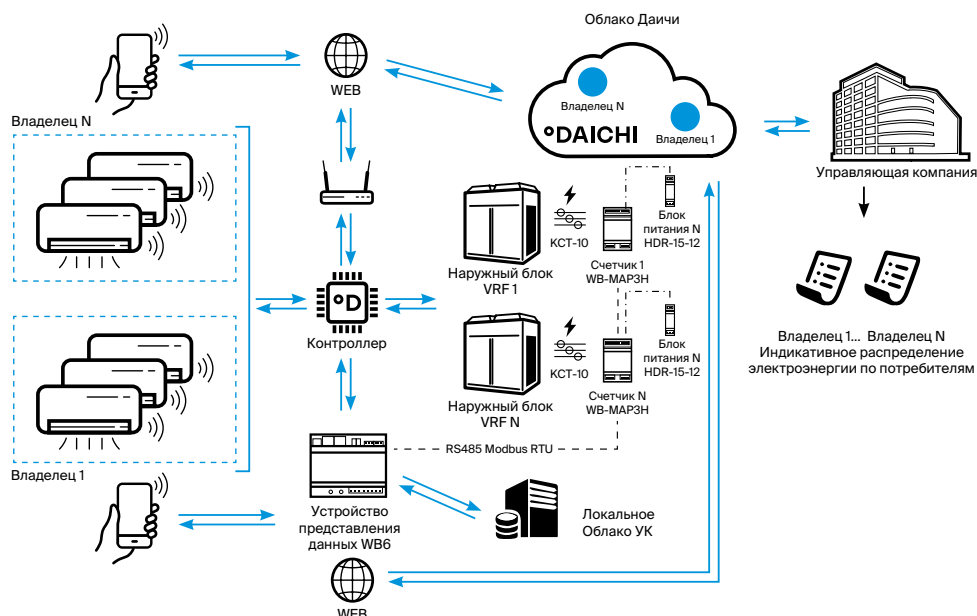 Облако Даичи
WEB
Владелец N
Владелец 1
°DAICHI
Управляющая компания
Владелец N
КСТ-10
Наружный блок
VRF 1
Счетчик 1
WB-MAP3H
Блок
питания N
HDR-15-12
°D
Контроллер
КСТ-10
Наружный блок
VRF N
Счетчик N
WB-MAP3H
Блок
питания N
HDR-15-12
Владелец 1... Владелец N
Индикативное распределение
электроэнергии по потребителям
Владелец 1
RS485 Modbus RTU
Устройство
представления
данных WB6
Локальное
Облако УК
WEB